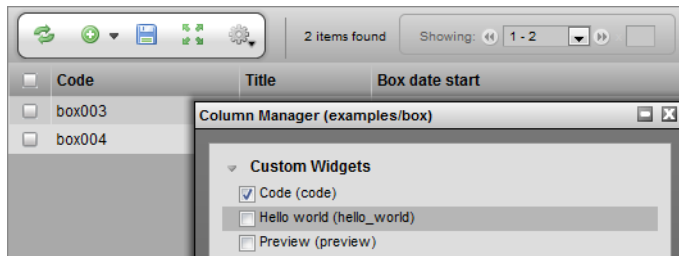 2 items found Showing: 1 - 2
Code Title Box date start
box003
box004
Column Manager (examples/box)
Custom Widgets
Code (code)
Hello world (hello_world)
Preview (preview)